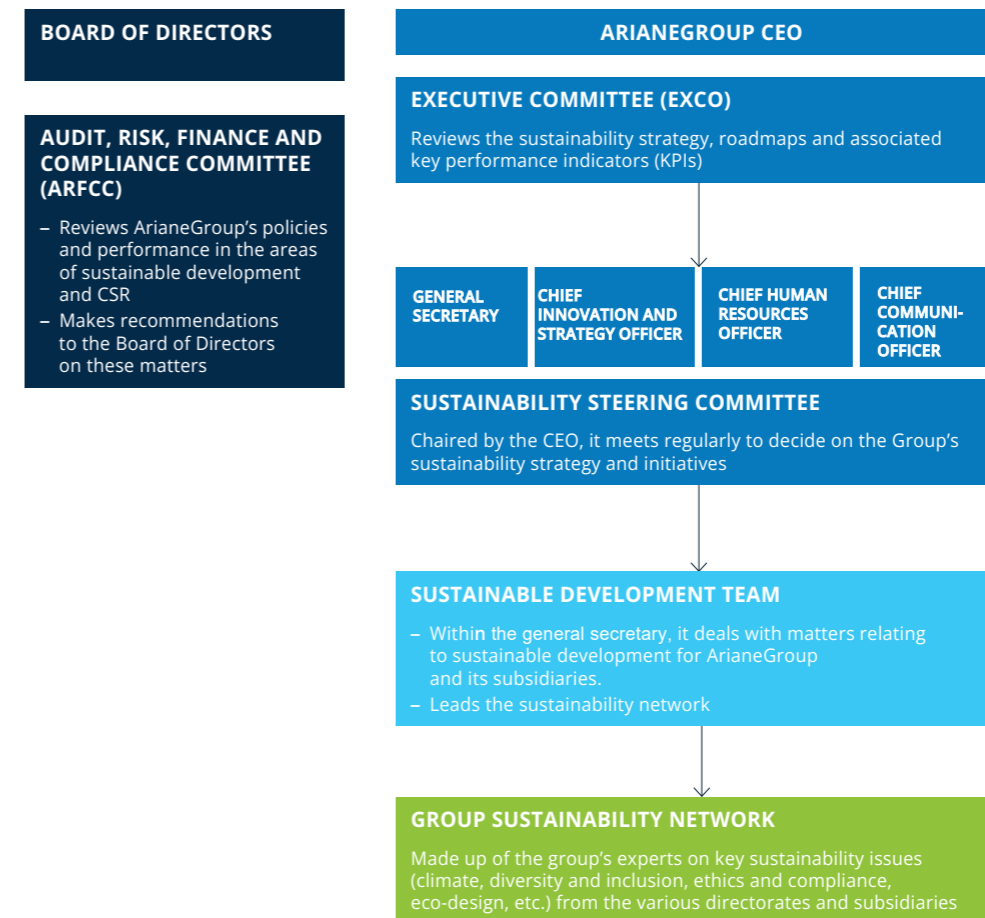 BOARD OF DIRECTORS
AUDIT, RISK, FINANCE AND
COMPLIANCE COMMITTEE
(ARFCC)
– Reviews ArianeGroup’s policies
and performance in the areas
of sustainable development
and CSR
– Makes recommendations
to the Board of Directors
on these matters
ARIANEGROUP CEO
EXECUTIVE COMMITTEE (EXCO)
Reviews the sustainability strategy, roadmaps and associated
key performance indicators (KPIs)
GENERAL
SECRETARY
CHIEF
INNOVATION AND
STRATEGY OFFICER
CHIEF HUMAN
RESOURCES
OFFICER
CHIEF
COMMUNI-
CATION
OFFICER
SUSTAINABILITY STEERING COMMITTEE
Chaired by the CEO, it meets regularly to decide on the Group’s
sustainability strategy and initiatives
SUSTAINABLE DEVELOPMENT TEAM
– Within the general secretary, it deals with matters relating
to sustainable development for ArianeGroup
and its subsidiaries.
– Leads the sustainability network
GROUP SUSTAINABILITY NETWORK
Made up of the group’s experts on key sustainability issues
(climate, diversity and inclusion, ethics and compliance,
eco-design, etc.) from the various directorates and subsidiaries